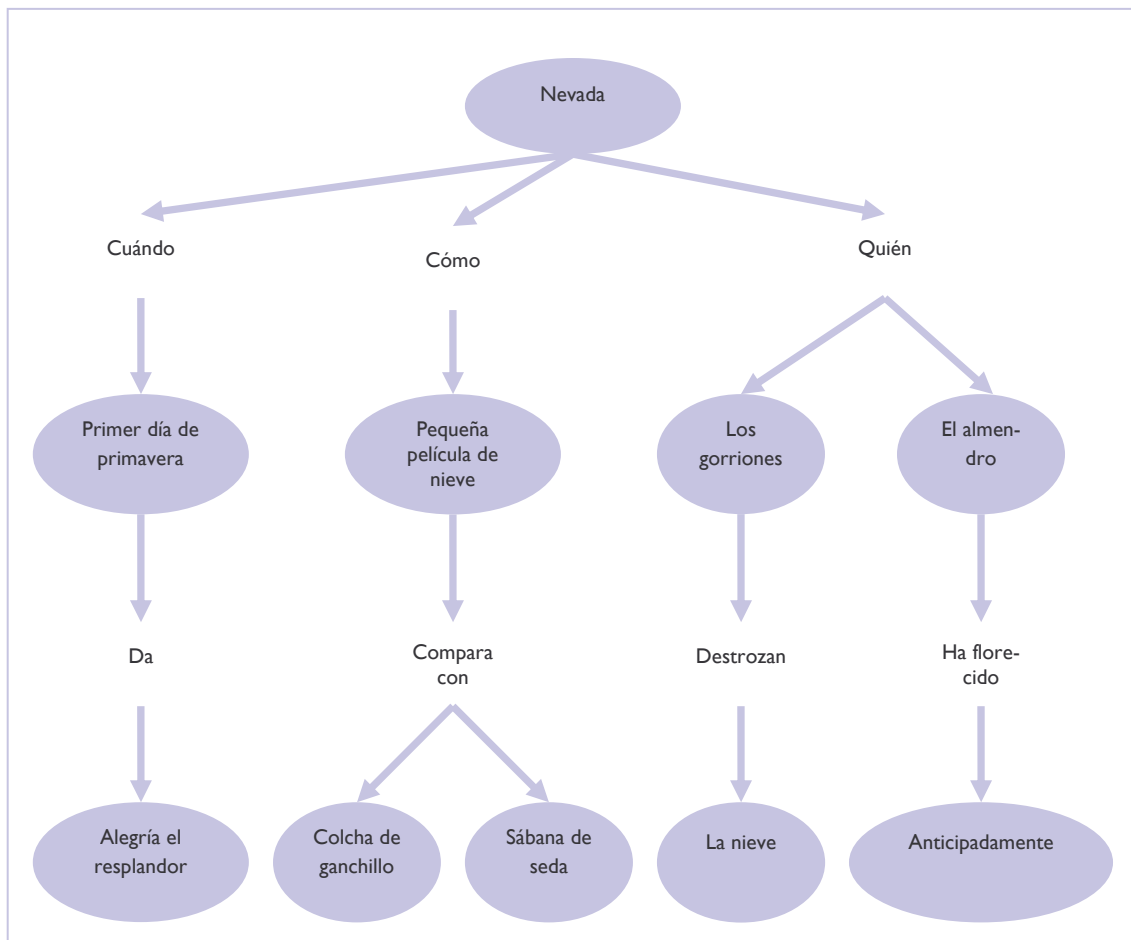 Nevada
Cuándo
Cómo
Quién
Primer día de
primavera
Pequeña
película de
nieve
Los
gorriones
El almen-
dro
Da
Compara
con
Destrozan
Ha flore-
cido
Alegría el
resplandor
Colcha de
ganchillo
Sábana de
seda
La nieve
Anticipadamente